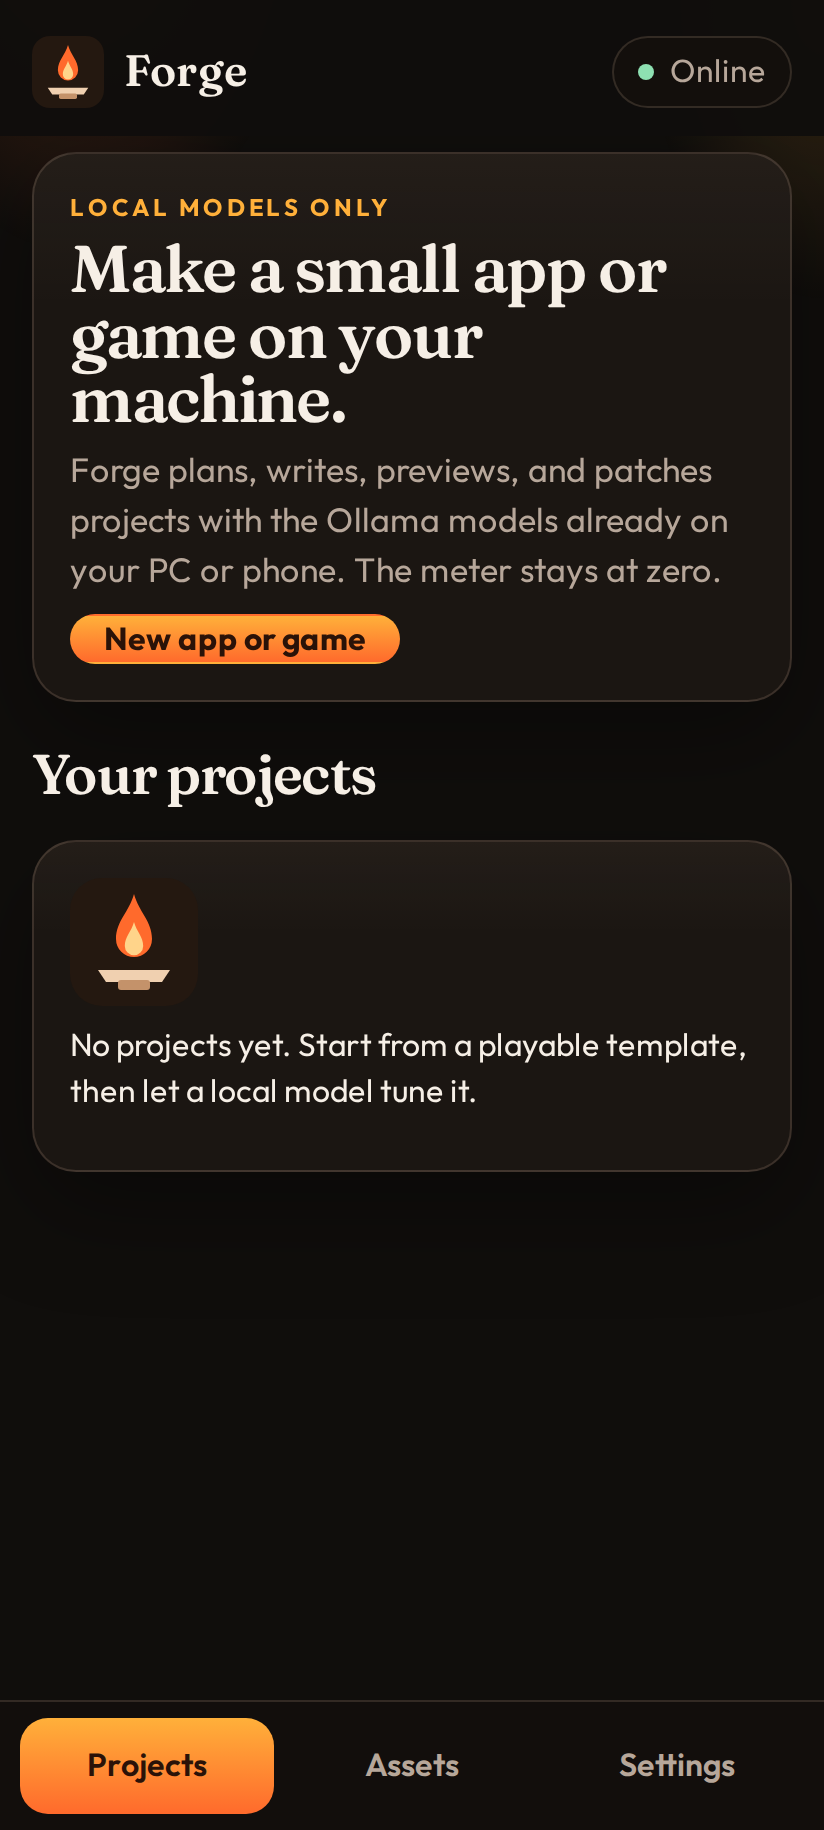 Forge
Online
LOCAL MODELS ONLY
Make a small app or
game on your
machine.
Forge plans, writes, previews, and patches
projects with the Ollama models already on
your PC or phone. The meter stays at zero.
New app or game
Your projects
No projects yet. Start from a playable template,
then let a local model tune it.
Projects
Assets
Settings